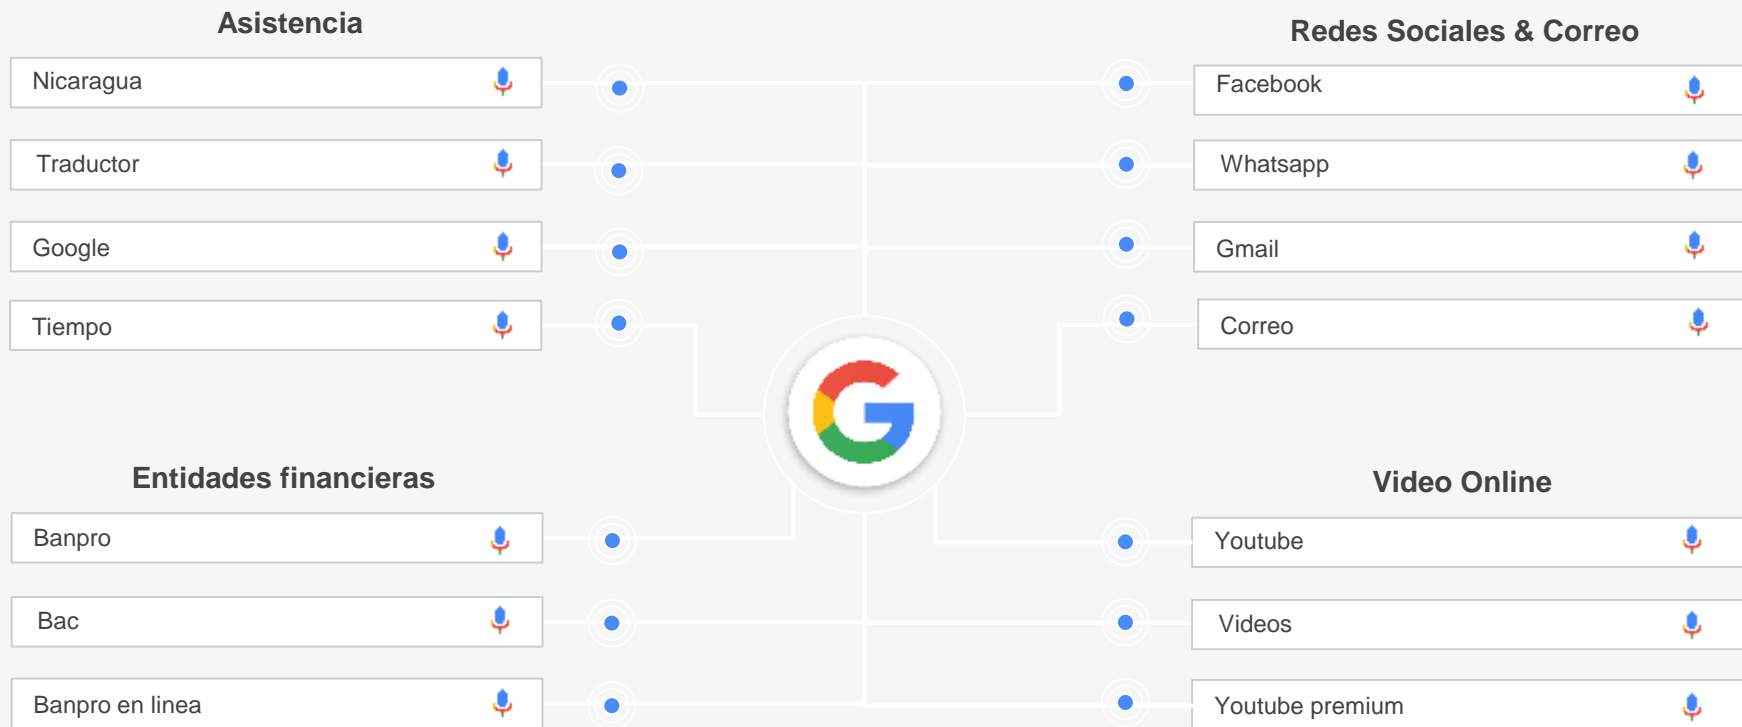 Asistencia
Nicaragua
Traductor
Google
Tiempo
Redes Sociales & Correo
Facebook
Whatsapp
Gmail
Correo
Entidades financieras
Banpro
Bac
Banpro en linea
Video Online
Youtube
Videos
Youtube premium